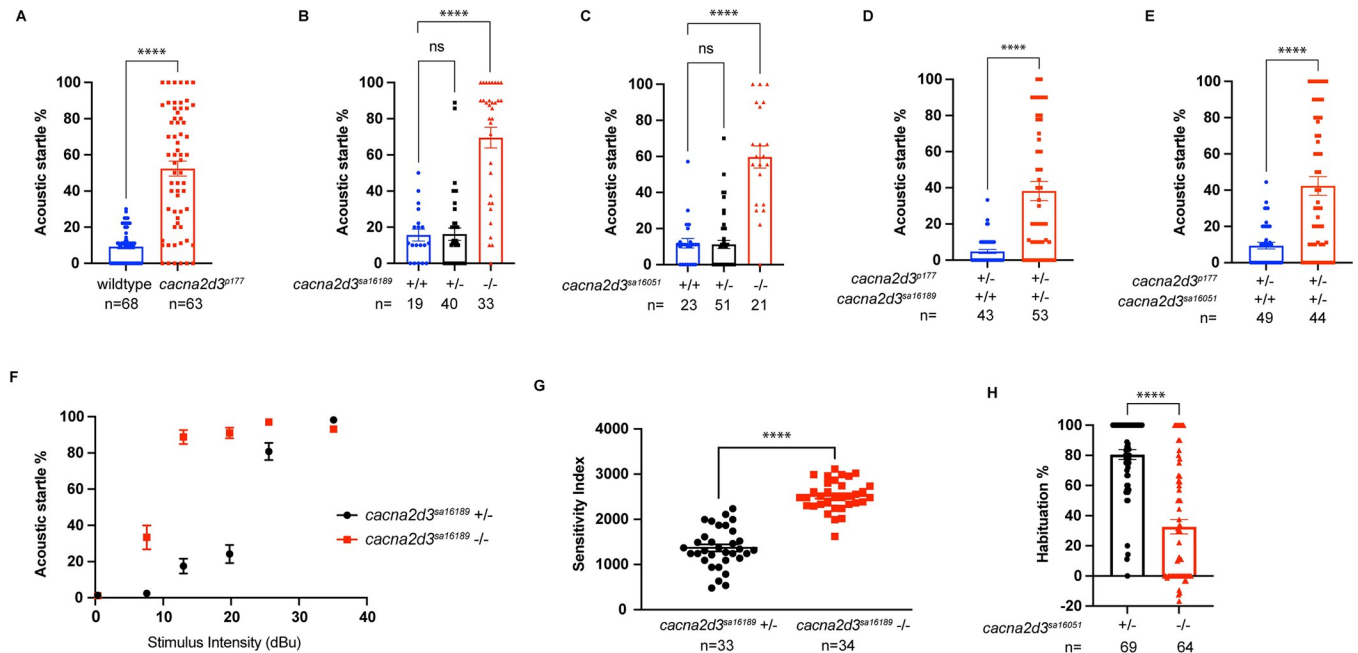 A
****
Acoustic startle %
100
80
60
40
20
0
wildtype cacna2d3p177
n=68 n=63
B
****
ns
Acoustic startle %
100
80
60
40
20
0
cacna2d3sa16189 +/+ +/- -/-
n= 19 40 33
C
****
ns
Acoustic startle %
100
80
60
40
20
0
cacna2d3sa16051 +/+ +/- -/-
n= 23 51 21
D
****
Acoustic startle %
100
80
60
40
20
0
cacna2d3p177 +/- +/-
cacna2d3sa16189 +/+ +/-
n= 43 53
E
****
Acoustic startle %
100
80
60
40
20
0
cacna2d3p177 +/- +/-
cacna2d3sa16051 +/+ +/-
n= 49 44
F
Acoustic startle %
100
80
60
40
20
0
0 10 20 30 40
Stimulus Intensity (dBu)
cacna2d3sa16189 +/-
cacna2d3sa16189 -/-
G
****
Sensitivity Index
4000
3000
2000
1000
0
cacna2d3sa16189 +/- cacna2d3sa16189 -/-
n=33 n=34
H
****
Habituation %
100
80
60
40
20
0
-20
cacna2d3sa16051 +/- -/-
n= 69 64